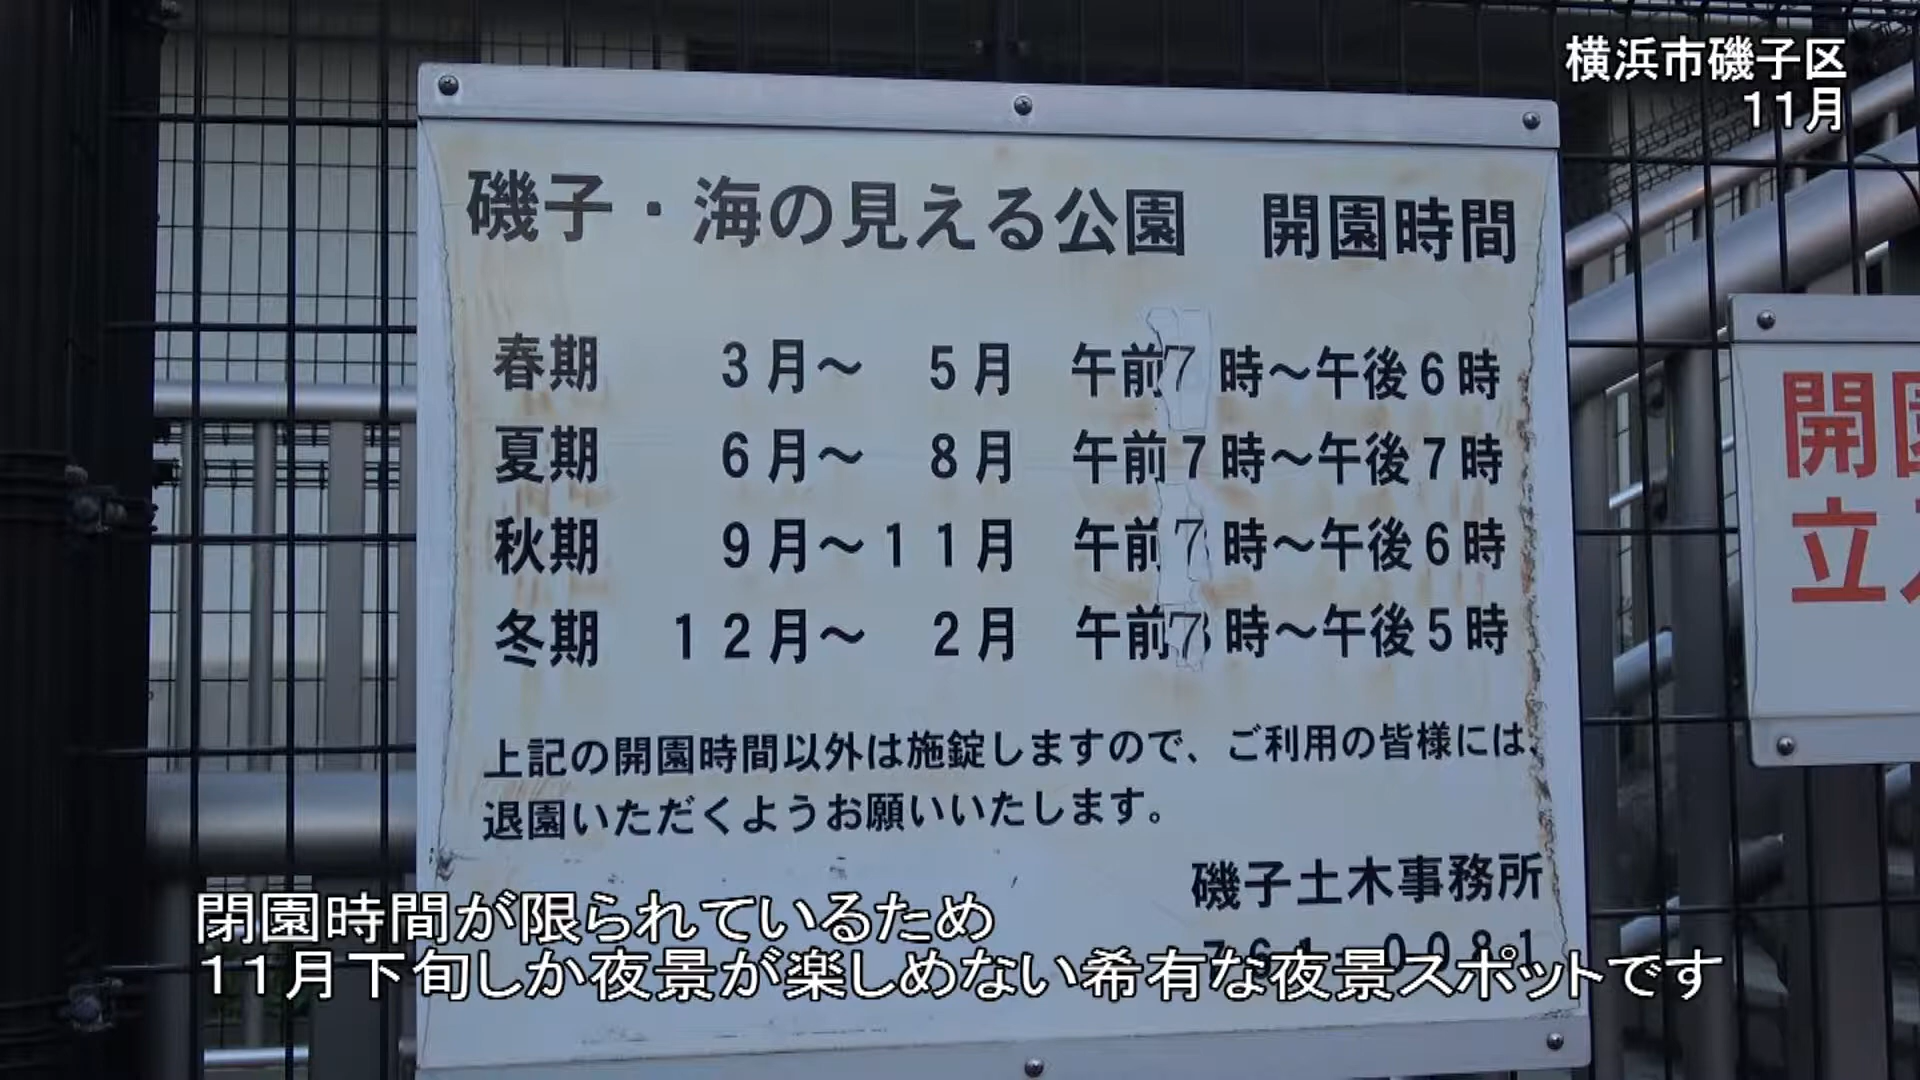 横浜市磯子区
11月
磯子・海の見える公園 開園時間
春期 3月～ 5月 午前7時～午後6時
夏期 6月～ 8月 午前7時～午後7時
秋期 9月～11月 午前7時～午後6時
冬期 12月～ 2月 午前7時～午後5時
上記の開園時間以外は施錠しますので、ご利用の皆様には、
退園いただくようお願いいたします。
磯子土木事務所
761-0081
開
立
閉園時間が限られているため
11月下旬しか夜景が楽しめない希有な夜景スポットです